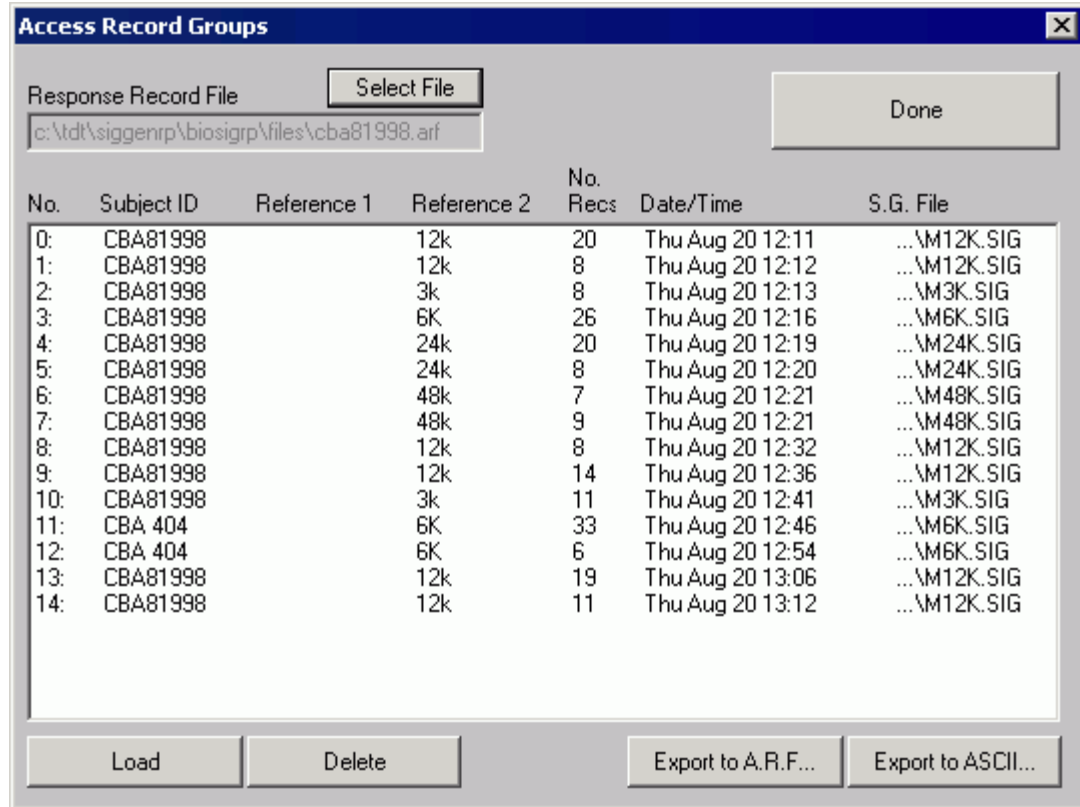 Access Record Groups
Response Record File
Select File
Done
c:\tdt\siggenrp\biosigrp\files\cba81998.arf
No. Subject ID Reference 1 Reference 2 No. Recs Date/Time S.G. File
0: CBA81998 12k 20 Thu Aug 20 12:11 ...\M12K.SIG
1: CBA81998 12k 8 Thu Aug 20 12:12 ...\M12K.SIG
2: CBA81998 3k 8 Thu Aug 20 12:13 ...\M3K.SIG
3: CBA81998 6K 26 Thu Aug 20 12:16 ...\M6K.SIG
4: CBA81998 24k 20 Thu Aug 20 12:19 ...\M24K.SIG
5: CBA81998 24k 8 Thu Aug 20 12:20 ...\M24K.SIG
6: CBA81998 48k 7 Thu Aug 20 12:21 ...\M48K.SIG
7: CBA81998 48k 9 Thu Aug 20 12:21 ...\M48K.SIG
8: CBA81998 12k 8 Thu Aug 20 12:32 ...\M12K.SIG
9: CBA81998 12k 14 Thu Aug 20 12:36 ...\M12K.SIG
10: CBA81998 3k 11 Thu Aug 20 12:41 ...\M3K.SIG
11: CBA 404 6K 33 Thu Aug 20 12:46 ...\M6K.SIG
12: CBA 404 6K 6 Thu Aug 20 12:54 ...\M6K.SIG
13: CBA81998 12k 19 Thu Aug 20 13:06 ...\M12K.SIG
14: CBA81998 12k 11 Thu Aug 20 13:12 ...\M12K.SIG
Load
Delete
Export to A.R.F...
Export to ASCII...